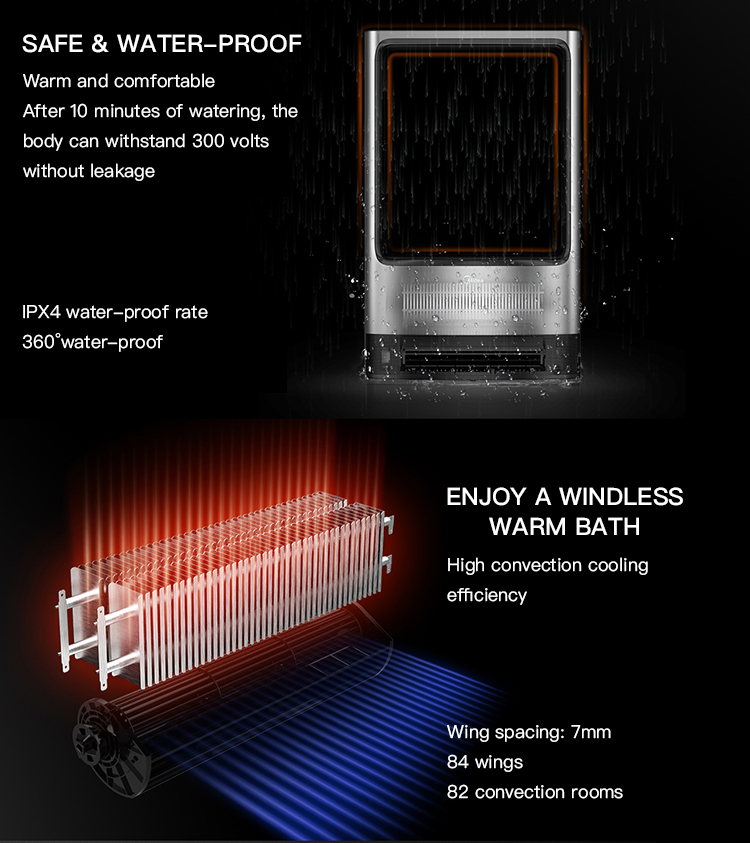 SAFE & WATER-PROOF
Warm and comfortable
After 10 minutes of watering, the
body can withstand 300 volts
without leakage
IPX4 water-proof rate
360°water-proof
ENJOY A WINDLESS
WARM BATH
High convection cooling
efficiency
Wing spacing: 7mm
84 wings
82 convection rooms